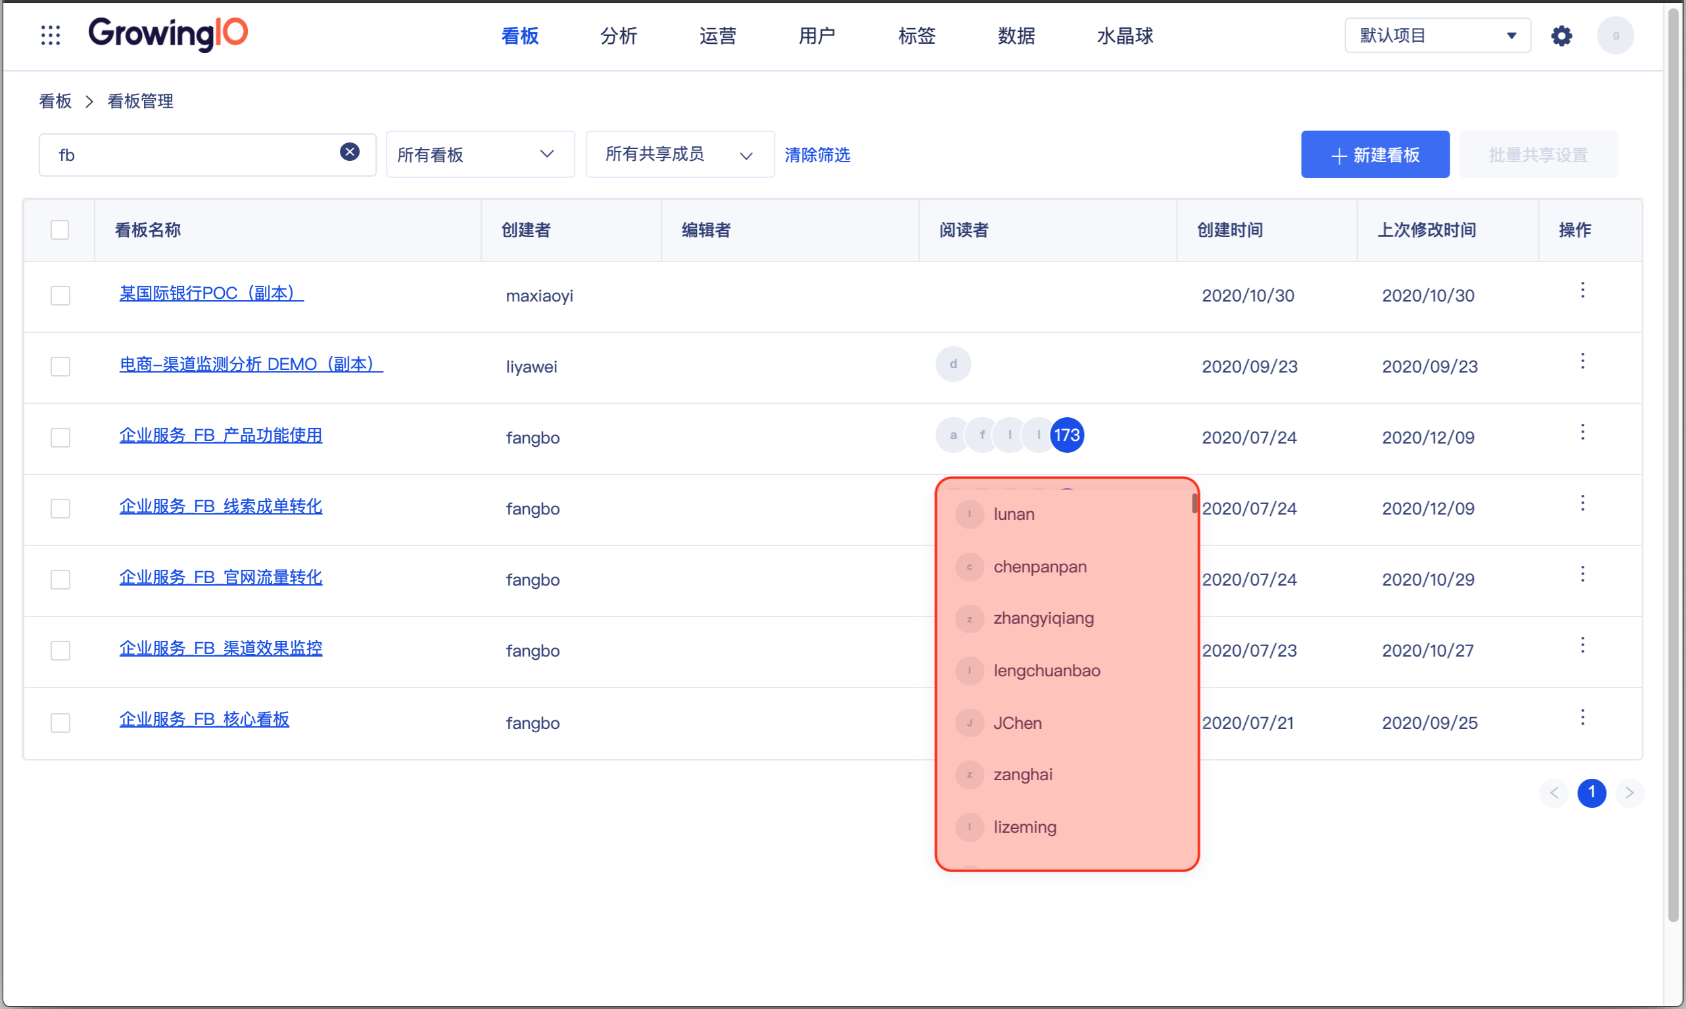 GrowingIO 看板 分析 运营 用户 标签 数据 水晶球 默认项目 g
看板 > 看板管理
fb 所有看板 所有共享成员 清除筛选 + 新建看板 批量共享设置
看板名称 创建者 编辑者 阅读者 创建时间 上次修改时间 操作
某国际银行POC（副本） maxiaoyi 2020/10/30 2020/10/30
电商-渠道监测分析 DEMO（副本） liyawei d 2020/09/23 2020/09/23
企业服务_FB_产品功能使用 fangbo a f l l 173 2020/07/24 2020/12/09
企业服务_FB_线索成单转化 fangbo 2020/07/24 2020/12/09
l lunan
c chenpanpan
企业服务_FB_官网流量转化 fangbo 2020/07/24 2020/10/29
z zhangyiqiang
企业服务_FB_渠道效果监控 fangbo 2020/07/23 2020/10/27
l lengchuanbao
企业服务_FB_核心看板 fangbo 2020/07/21 2020/09/25
J JChen
z zanghai
l lizeming
< 1 >